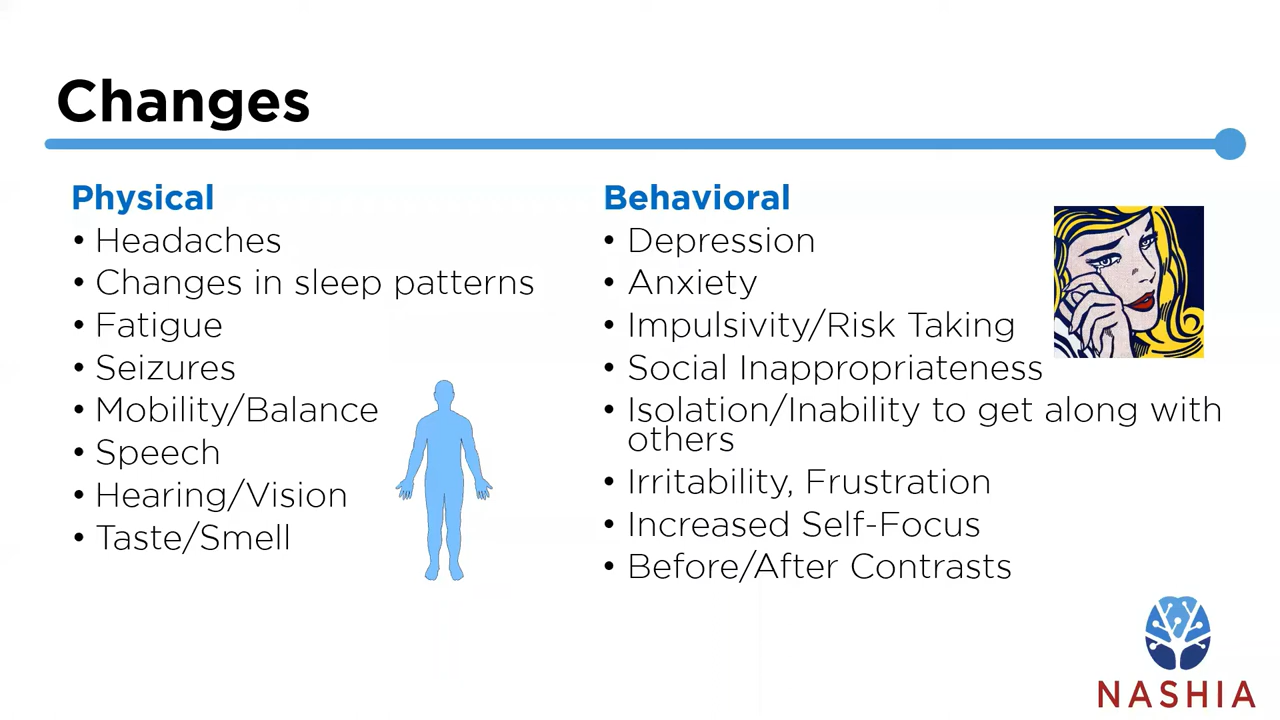 Changes
Physical
• Headaches
• Changes in sleep patterns
• Fatigue
• Seizures
• Mobility/Balance
• Speech
• Hearing/Vision
• Taste/Smell
Behavioral
• Depression
• Anxiety
• Impulsivity/Risk Taking
• Social Inappropriateness
• Isolation/Inability to get along with
others
• Irritability, Frustration
• Increased Self-Focus
• Before/After Contrasts
NASHIA